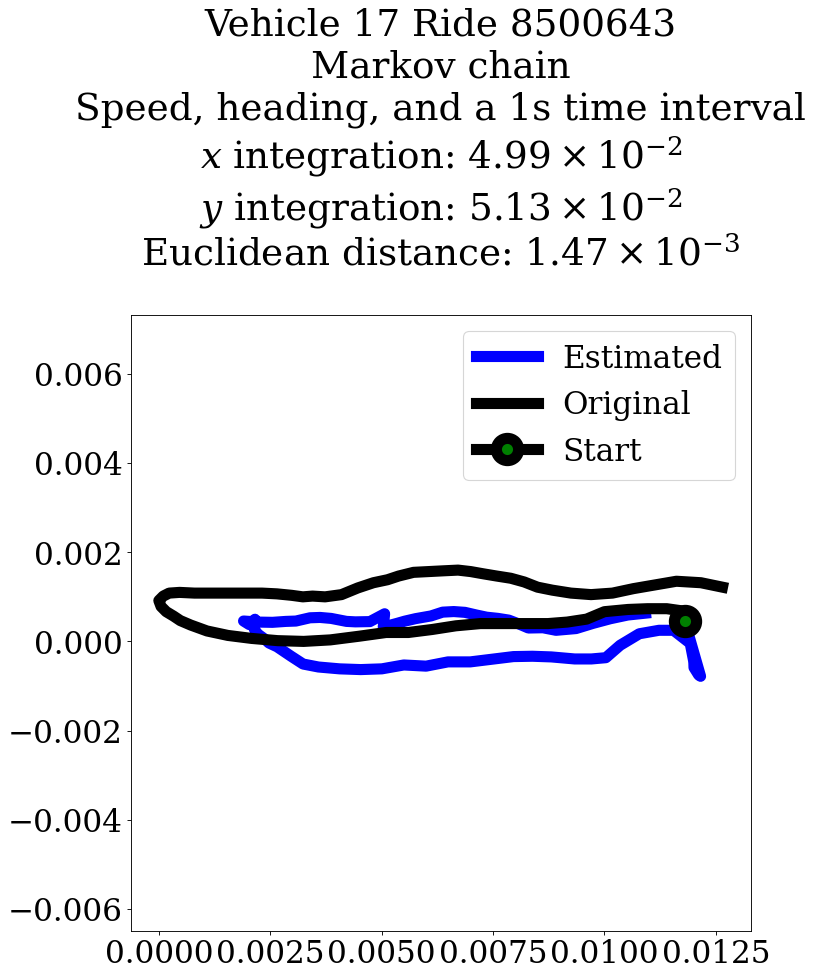 Vehicle 17 Ride 8500643
Markov chain
Speed, heading, and a 1s time interval
x integration: 4.99 × 10⁻²
y integration: 5.13 × 10⁻²
Euclidean distance: 1.47 × 10⁻³
Estimated
Original
Start
0.006
0.004
0.002
0.000
−0.002
−0.004
−0.006
0.0000 0.0025 0.0050 0.0075 0.0100 0.0125